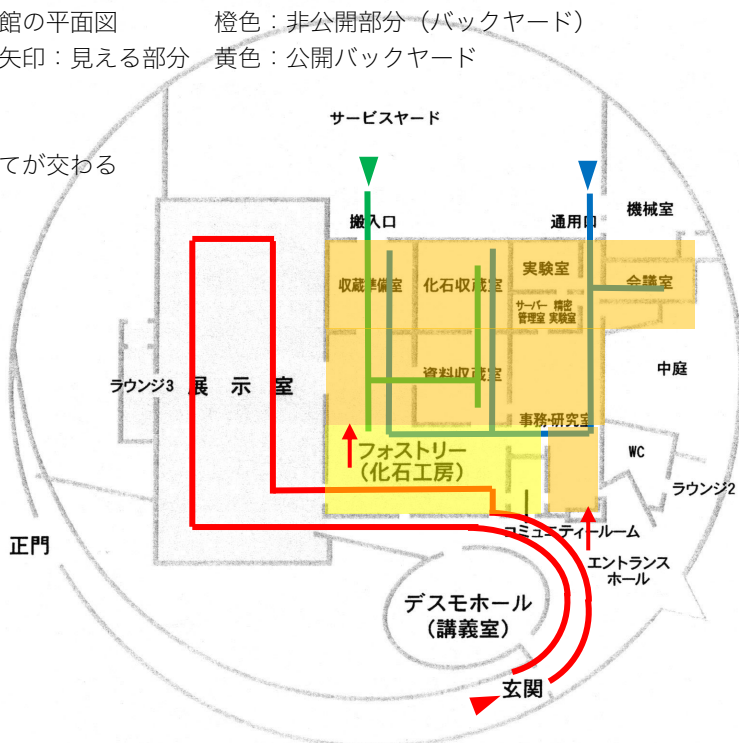 館の平面図　橙色：非公開部分（バックヤード）
矢印：見える部分　黄色：公開バックヤード
てが交わる
サービスヤード
搬入口
通用口
機械室
収蔵準備室
化石収蔵室
実験室
会議室
サーバー 精密
管理室 実験室
ラウンジ3
展示室
資料収蔵室
中庭
事務・研究室
フォストリー
（化石工房）
WC
ラウンジ2
コミュニティールーム
正門
エントランス
ホール
デスモホール
（講義室）
玄関